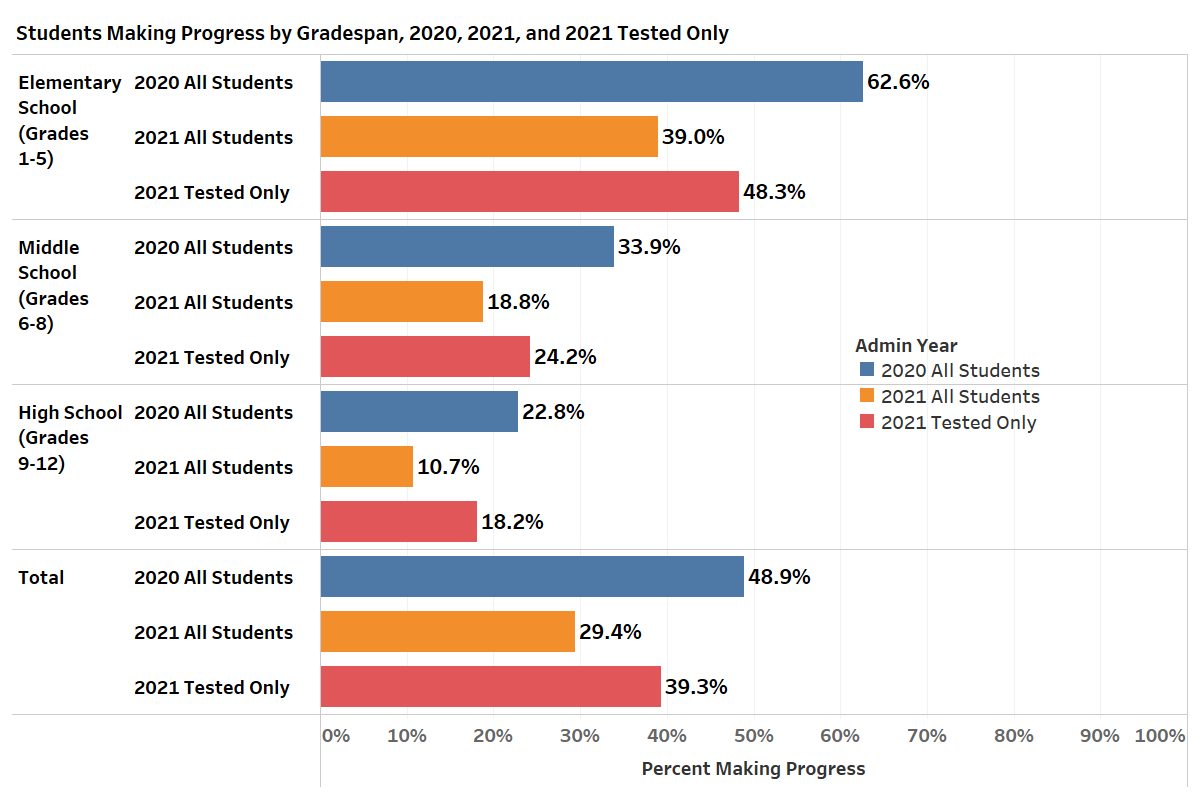 Students Making Progress by Gradespan, 2020, 2021, and 2021 Tested Only
Elementary
School
(Grades
1-5)
2020 All Students
62.6%
2021 All Students
39.0%
2021 Tested Only
48.3%
Middle
School
(Grades
6-8)
2020 All Students
33.9%
2021 All Students
18.8%
2021 Tested Only
24.2%
High School
(Grades
9-12)
2020 All Students
22.8%
2021 All Students
10.7%
2021 Tested Only
18.2%
Total
2020 All Students
48.9%
2021 All Students
29.4%
2021 Tested Only
39.3%
Admin Year
2020 All Students
2021 All Students
2021 Tested Only
0% 10% 20% 30% 40% 50% 60% 70% 80% 90% 100%
Percent Making Progress